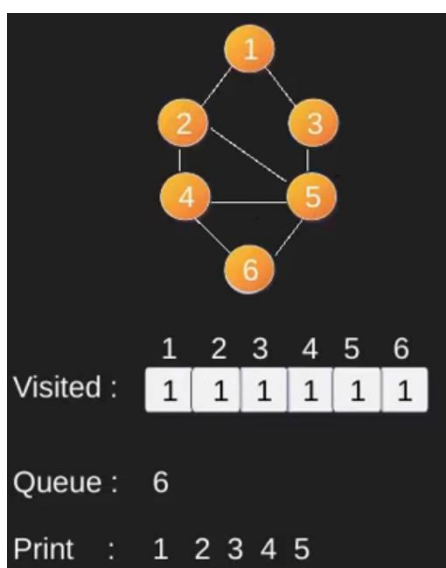 1
2 3
4 5
6
1 2 3 4 5 6
Visited : 1 1 1 1 1 1
Queue : 6
Print : 1 2 3 4 5